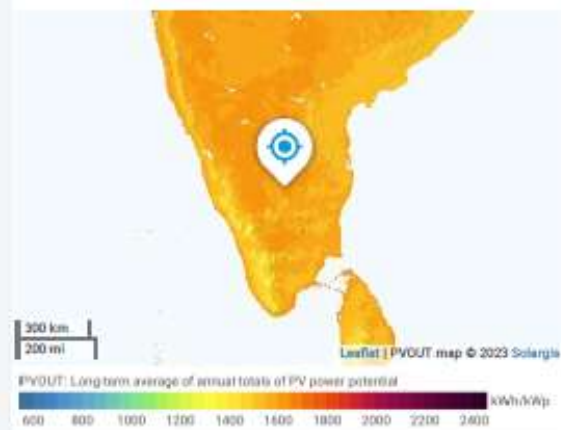 300 km
200 mi
Leaflet | PVOUT map © 2023 Solargis
PVOUT: Long-term average of annual totals of PV power potential
kWh/kWp
600 800 1000 1200 1400 1600 1800 2000 2200 2400